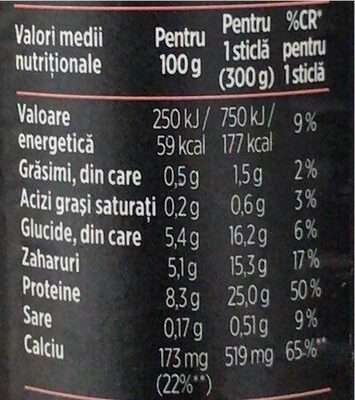 Valori medii nutriționale Pentru 100 g Pentru 1 sticlă (300 g) %CR* pentru 1 sticlă
Valoare energetică 250 kJ/ 59 kcal 750 kJ/ 177 kcal 9%
Grăsimi, din care 0,5 g 1,5 g 2%
Acizi grași saturați 0,2 g 0,6 g 3%
Glucide, din care 5,4 g 16,2 g 6%
Zaharuri 5,1 g 15,3 g 17%
Proteine 8,3 g 25,0 g 50%
Sare 0,17 g 0,51 g 9%
Calciu 173 mg (22%**) 519 mg 65%**